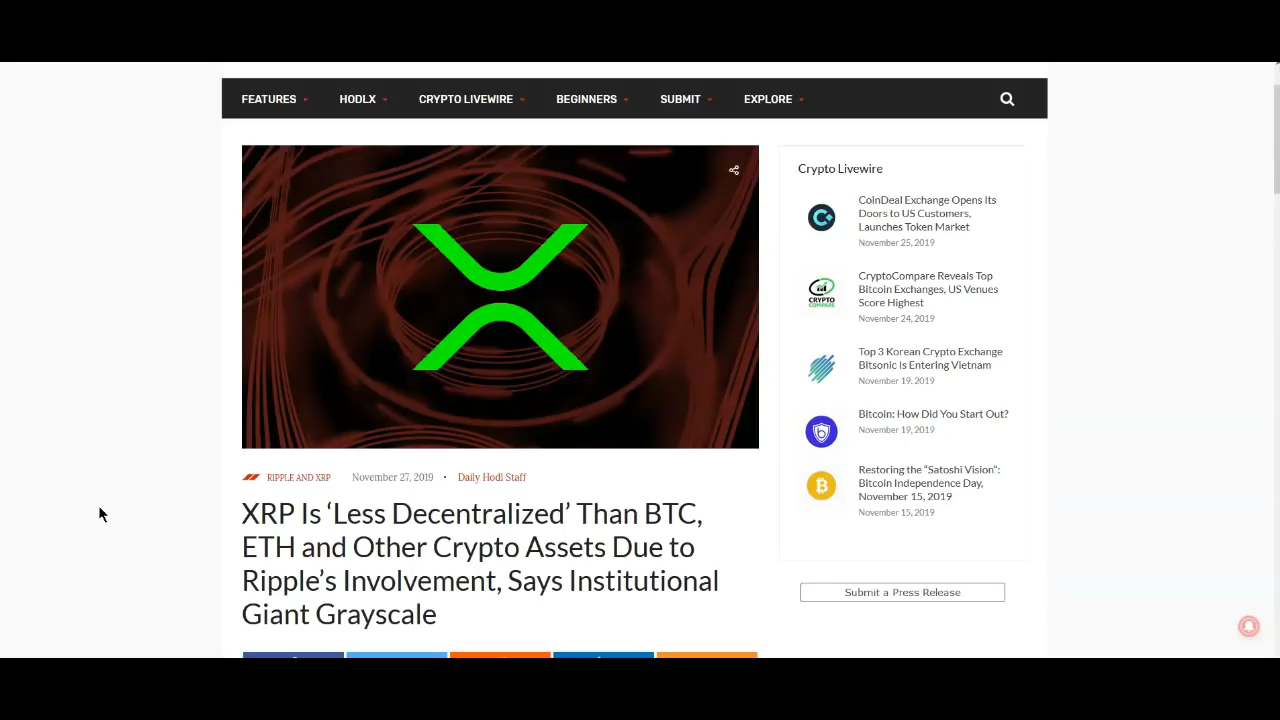 FEATURES
HODLX
CRYPTO LIVEWIRE
BEGINNERS
SUBMIT
EXPLORE
RIPPLE AND XRP
November 27, 2019
Daily Hodl Staff
XRP Is ‘Less Decentralized’ Than BTC,
ETH and Other Crypto Assets Due to
Ripple’s Involvement, Says Institutional
Giant Grayscale
Crypto Livewire
CoinDeal Exchange Opens Its
Doors to US Customers,
Launches Token Market
November 25, 2019
CRYPTO
COMPARE
CryptoCompare Reveals Top
Bitcoin Exchanges, US Venues
Score Highest
November 24, 2019
Top 3 Korean Crypto Exchange
Bitsonic Is Entering Vietnam
November 19, 2019
Bitcoin: How Did You Start Out?
November 19, 2019
Restoring the “Satoshi Vision”:
Bitcoin Independence Day,
November 15, 2019
November 15, 2019
Submit a Press Release